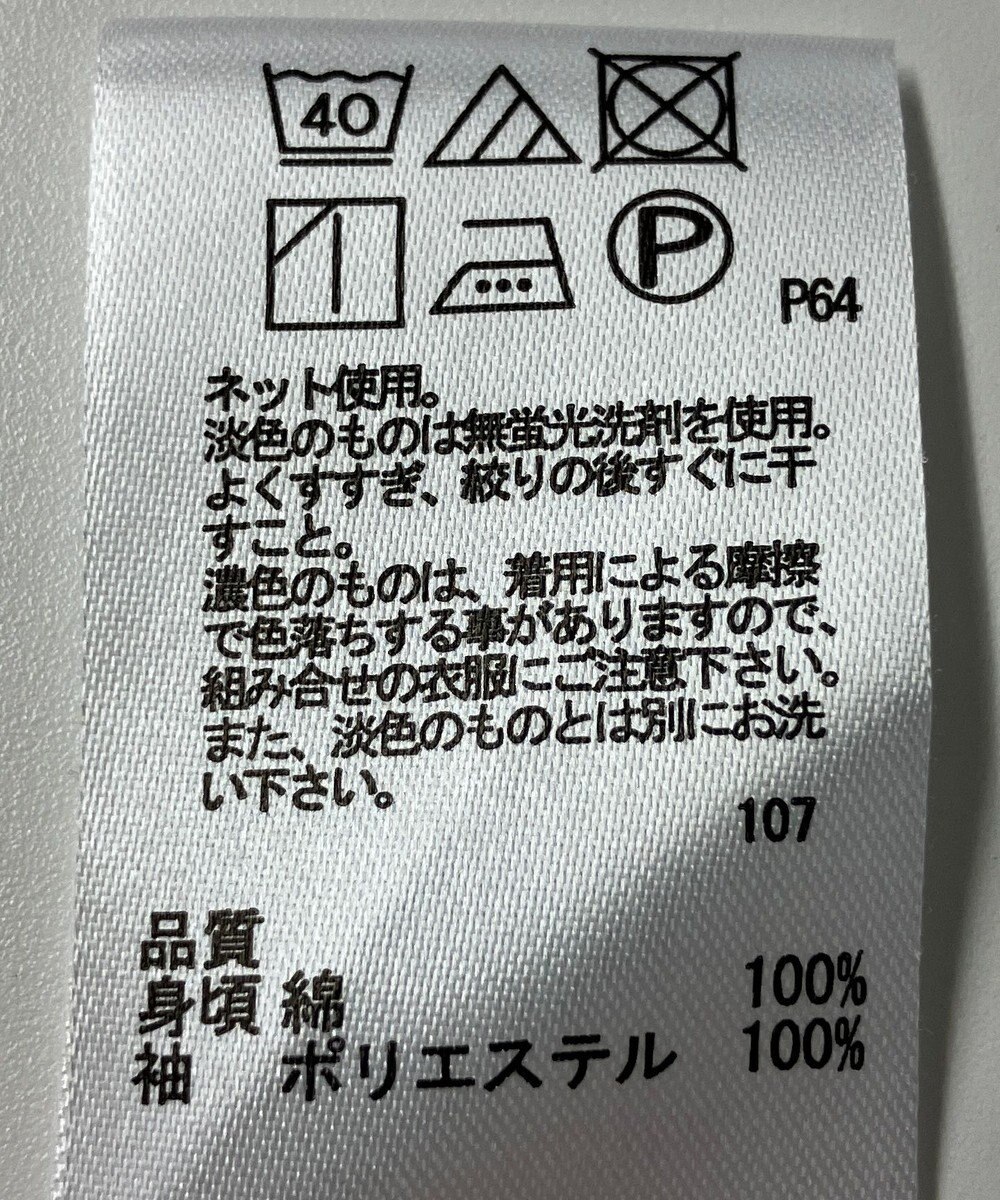 40
P
P64
ネット使用。
淡色のものは無蛍光洗剤を使用。
よくすすぎ、絞りの後すぐに干
すこと。
濃色のものは、着用による摩擦
で色落ちする事がありますので、
組み合せの衣服にご注意下さい。
また、淡色のものとは別にお洗
い下さい。
107
品質
身頃 綿 100%
袖 ポリエステル 100%